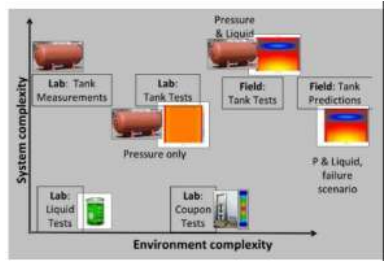 Pressure
& Liquid
Lab: Tank
Measurements
Lab:
Tank Tests
Field:
Tank Tests
Field: Tank
Predictions
Pressure only
P & Liquid,
failure
scenario
Lab:
Liquid
Tests
Lab:
Coupon
Tests
System complexity
Environment complexity